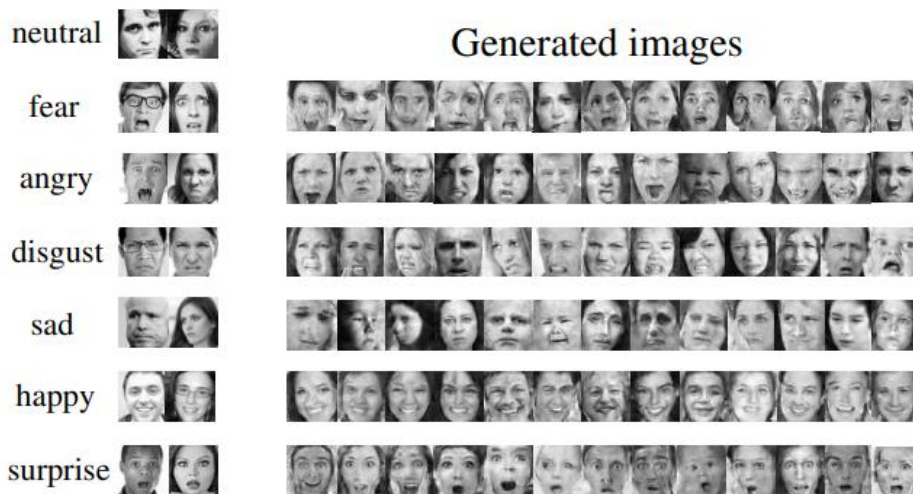 neutral
Generated images
fear
angry
disgust
sad
happy
surprise